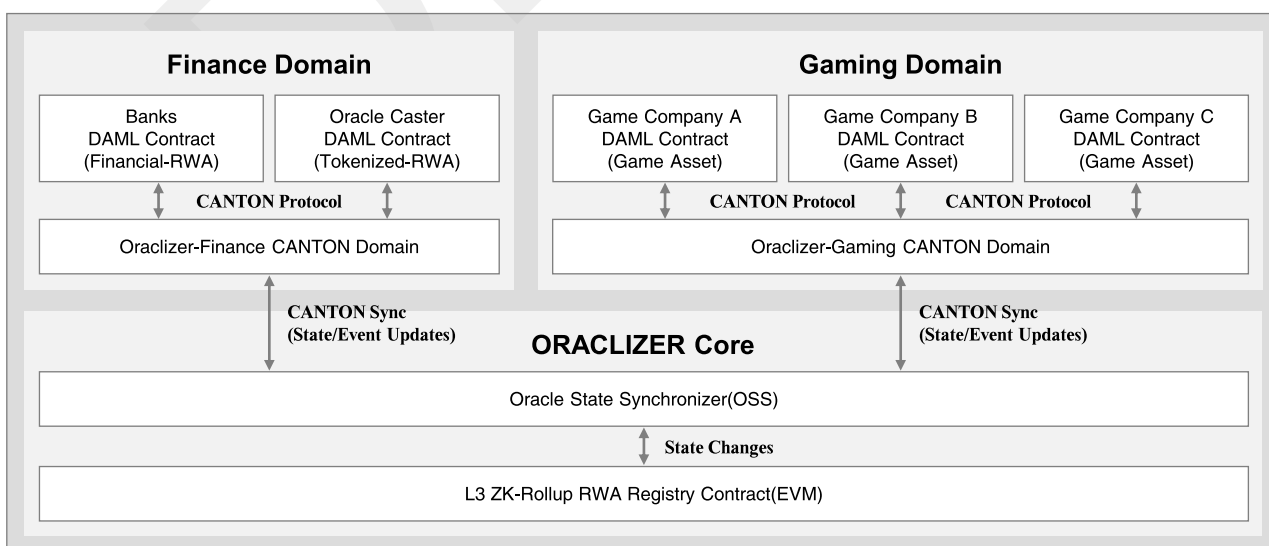 Finance Domain
Banks
DAML Contract
(Financial-RWA)
Oracle Caster
DAML Contract
(Tokenized-RWA)
CANTON Protocol
Oraclizer-Finance CANTON Domain
Gaming Domain
Game Company A
DAML Contract
(Game Asset)
Game Company B
DAML Contract
(Game Asset)
Game Company C
DAML Contract
(Game Asset)
CANTON Protocol
CANTON Protocol
Oraclizer-Gaming CANTON Domain
CANTON Sync
(State/Event Updates)
CANTON Sync
(State/Event Updates)
ORACLIZER Core
Oracle State Synchronizer(OSS)
State Changes
L3 ZK-Rollup RWA Registry Contract(EVM)